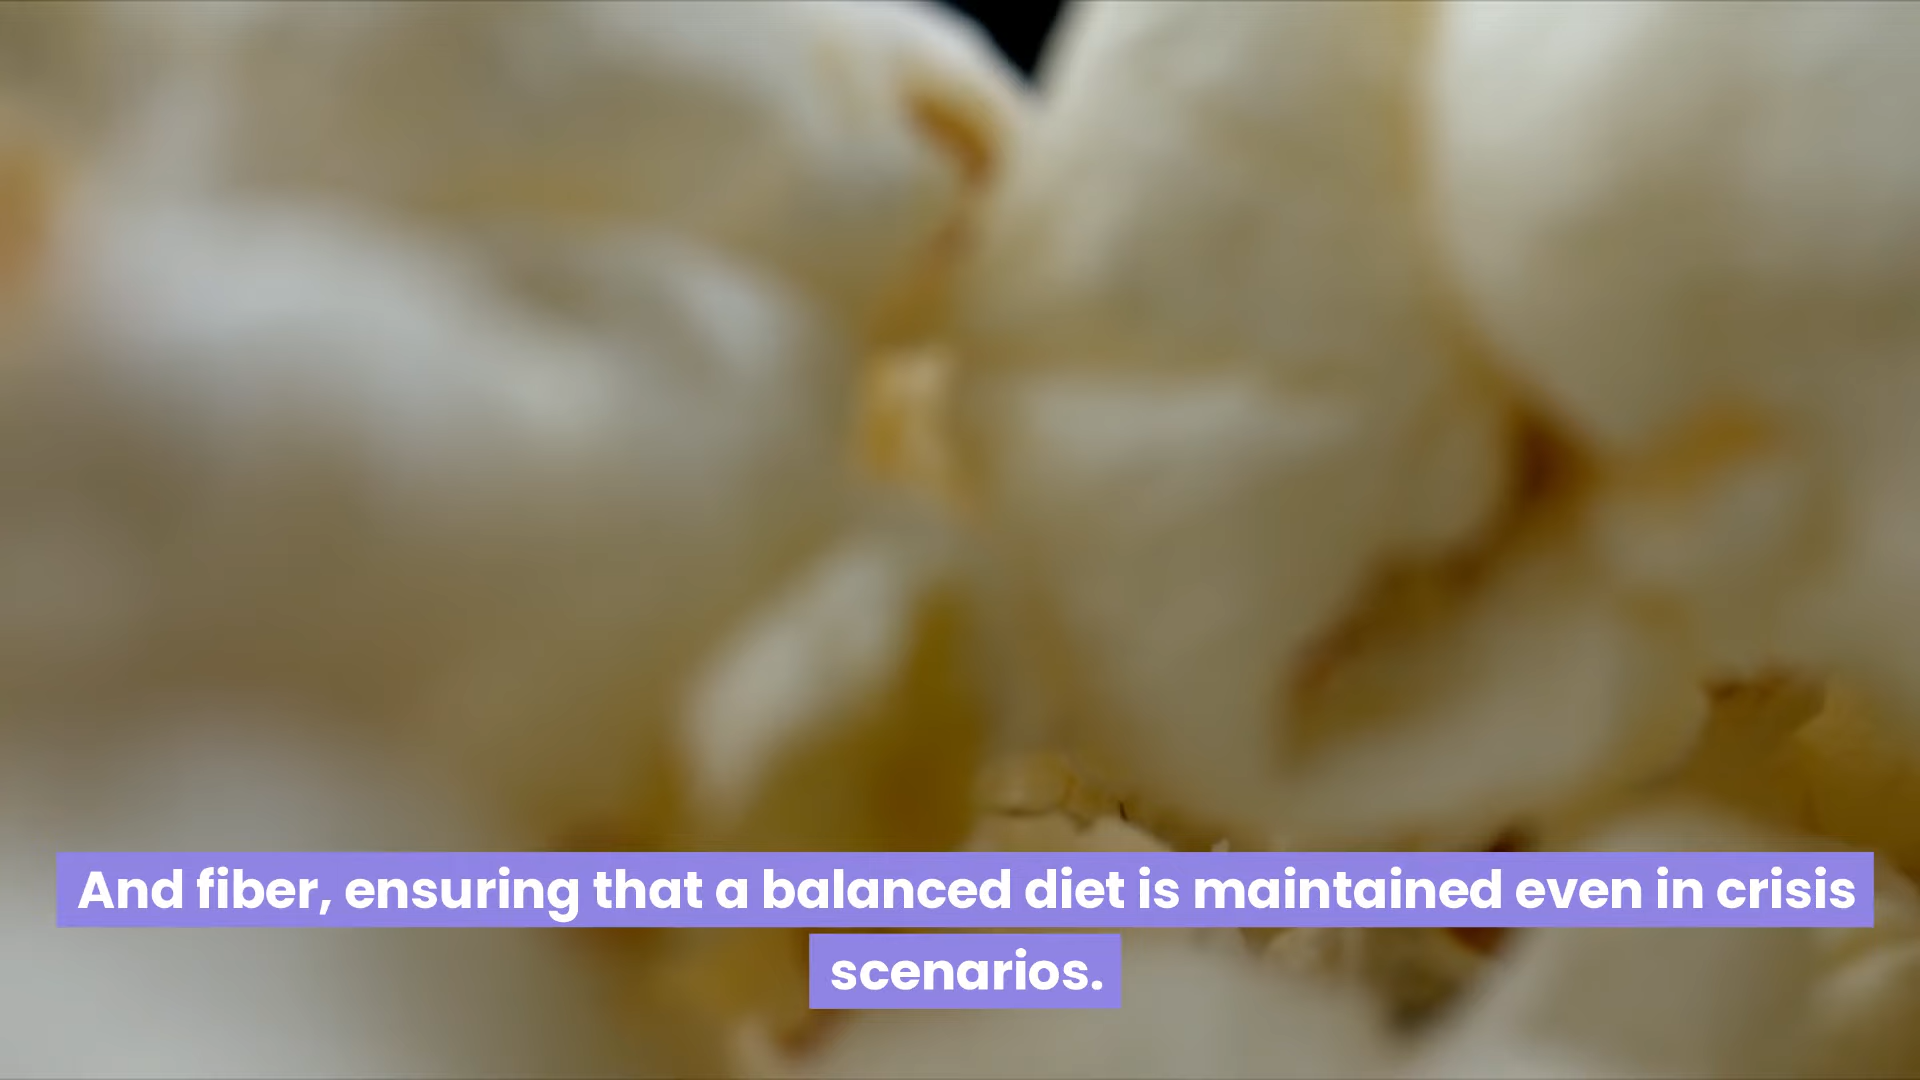 And fiber, ensuring that a balanced diet is maintained even in crisis
scenarios.